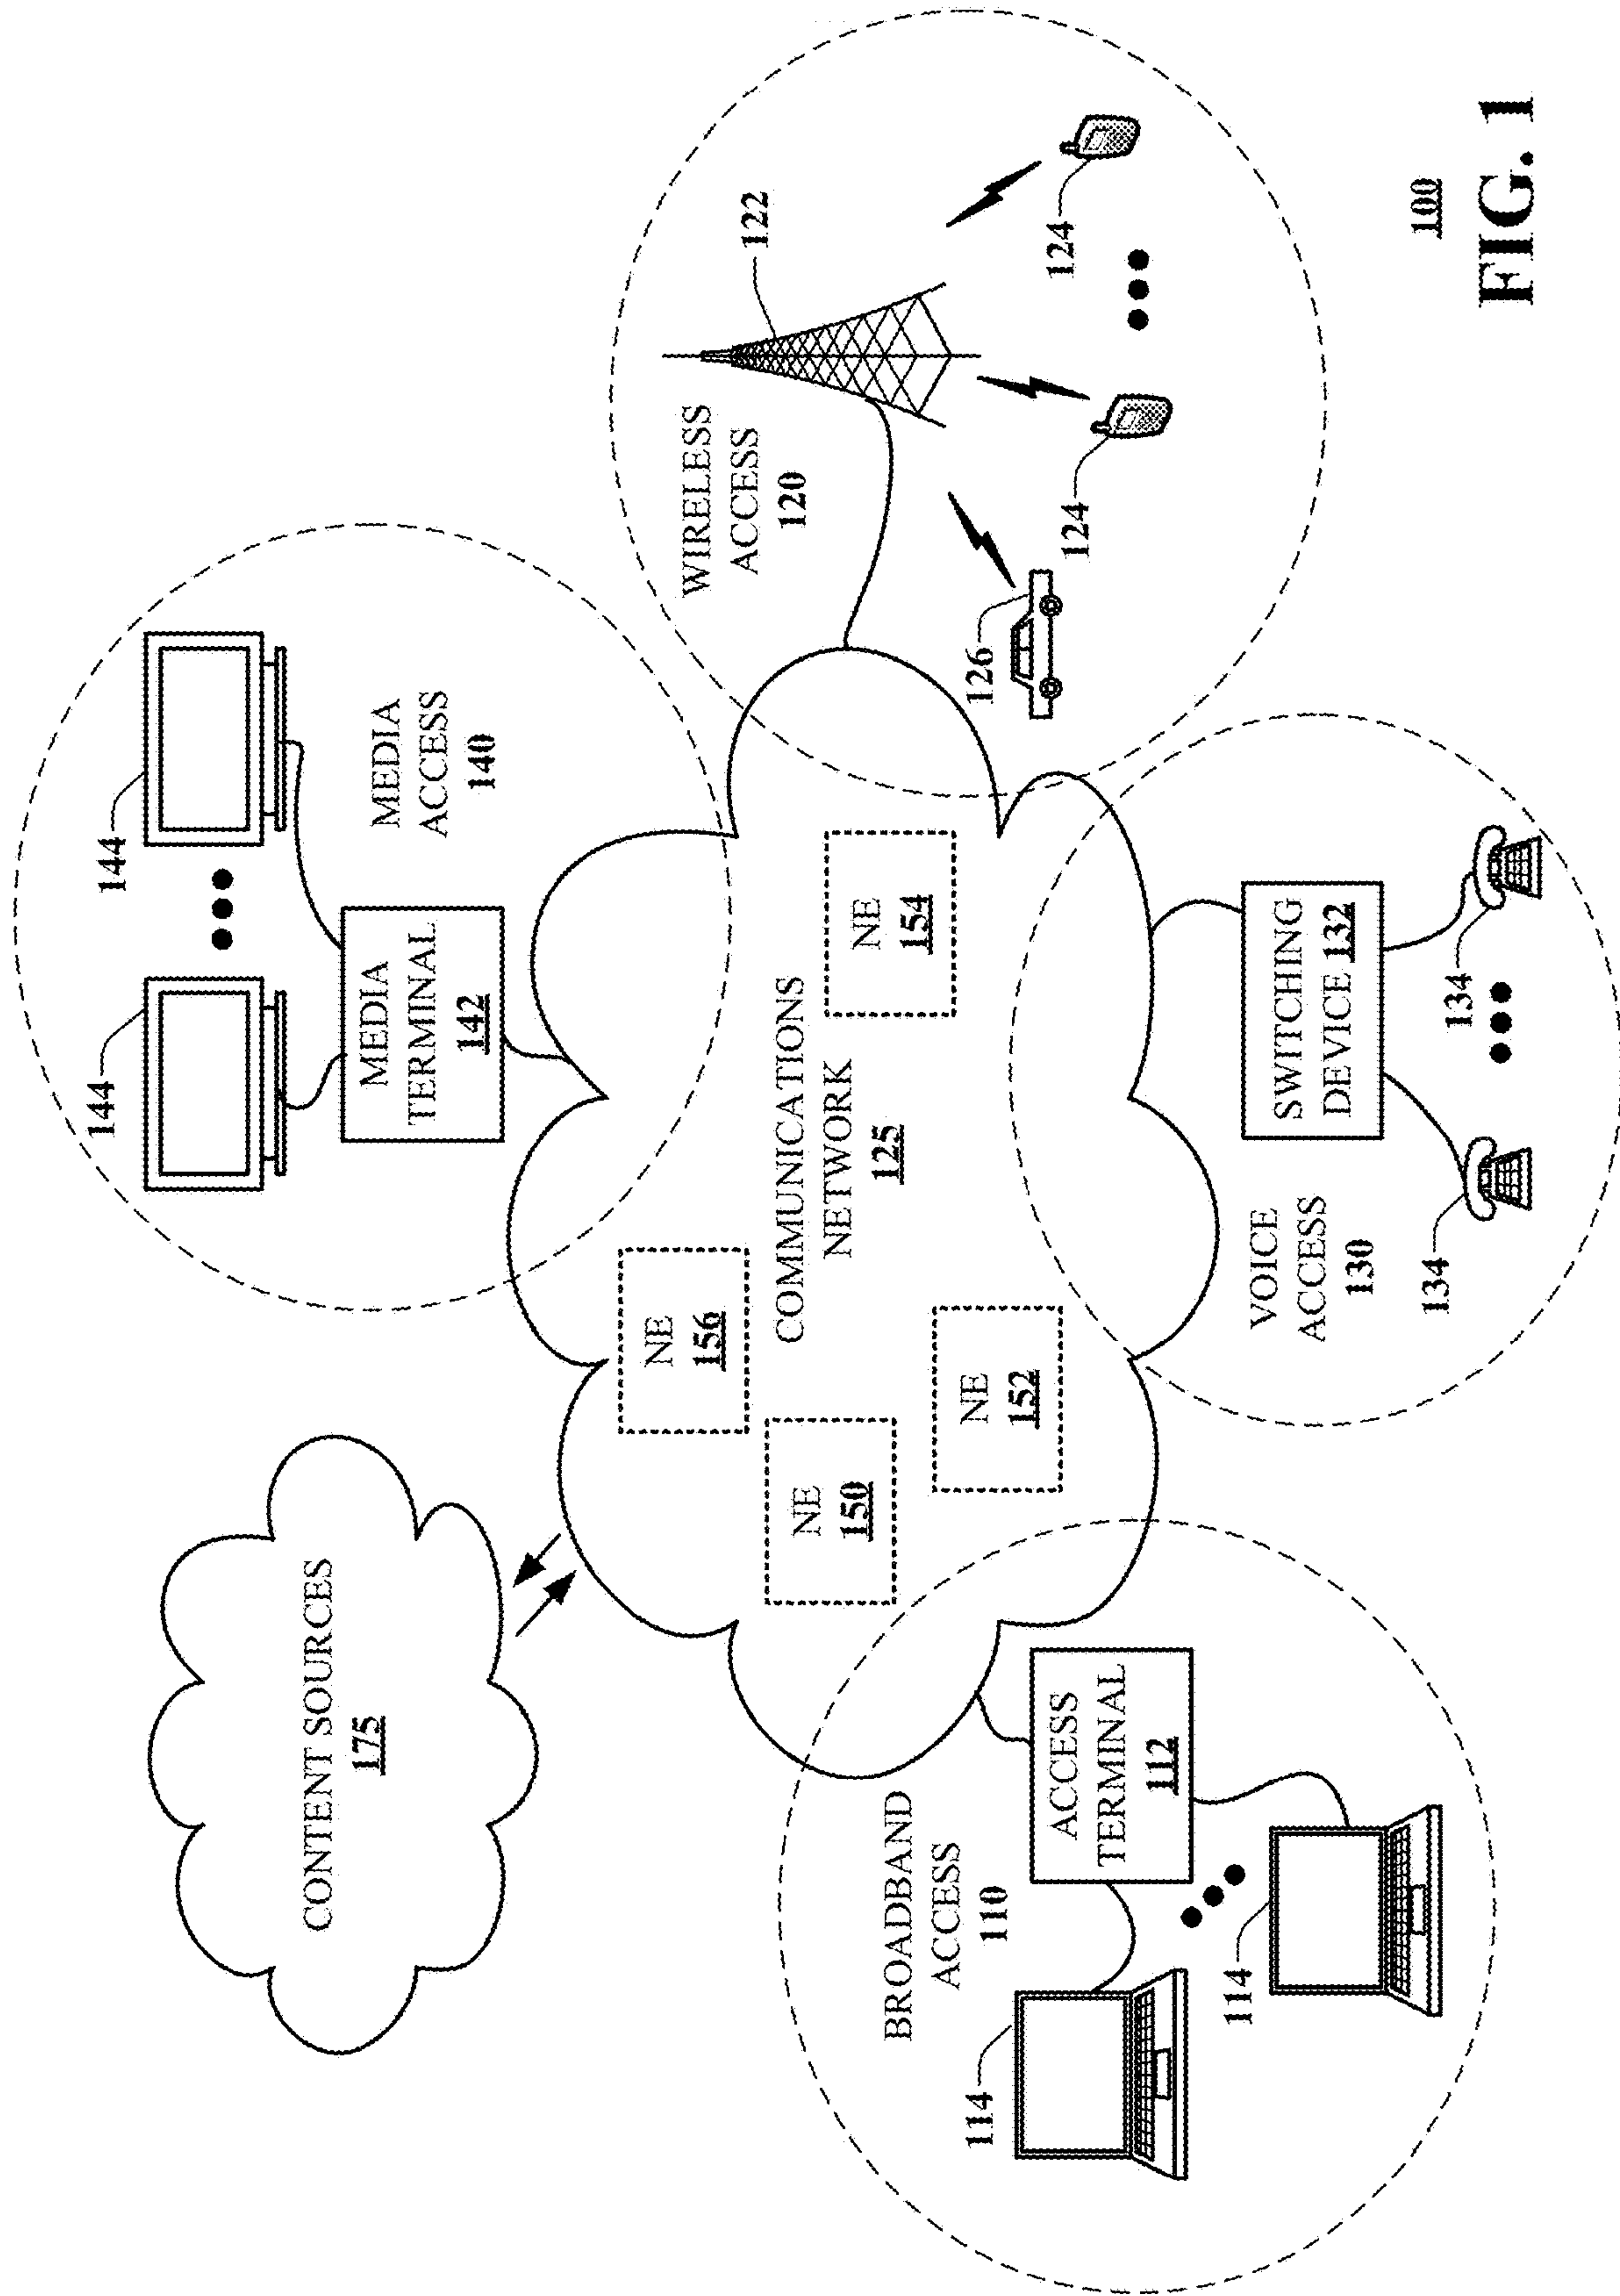 CONTENT SOURCES
175
144
144
MEDIA
TERMINAL
142
MEDIA
ACCESS
140
WIRELESS
ACCESS
120
122
NE
156
COMMUNICATIONS
NETWORK
125
NE
150
NE
154
NE
152
BROADBAND
ACCESS
110
114
ACCESS
TERMINAL
112
114
126
124
124
VOICE
ACCESS
130
SWITCHING
DEVICE 132
134
134
100
FIG. 1